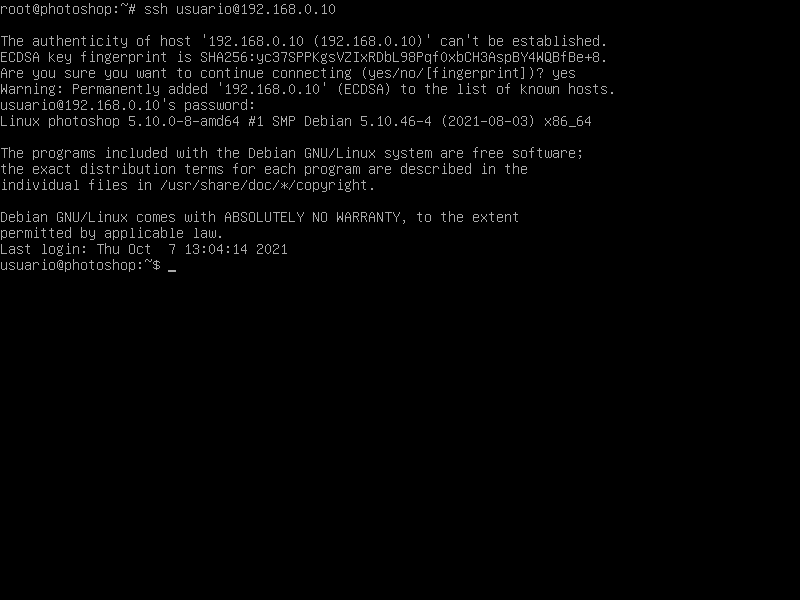 root@photoshop:~# ssh usuario@192.168.0.10
The authenticity of host '192.168.0.10 (192.168.0.10)' can't be established.
ECDSA key fingerprint is SHA256:yc37SPPKgsVZIxRDbL98Pqf0xbCH3AspBY4WQBfBe+8.
Are you sure you want to continue connecting (yes/no/[fingerprint])? yes
Warning: Permanently added '192.168.0.10' (ECDSA) to the list of known hosts.
usuario@192.168.0.10's password:
Linux photoshop 5.10.0-8-amd64 #1 SMP Debian 5.10.46-4 (2021-08-03) x86_64
The programs included with the Debian GNU/Linux system are free software;
the exact distribution terms for each program are described in the
individual files in /usr/share/doc/*/copyright.
Debian GNU/Linux comes with ABSOLUTELY NO WARRANTY, to the extent
permitted by applicable law.
Last login: Thu Oct  7 13:04:14 2021
usuario@photoshop:~$ _